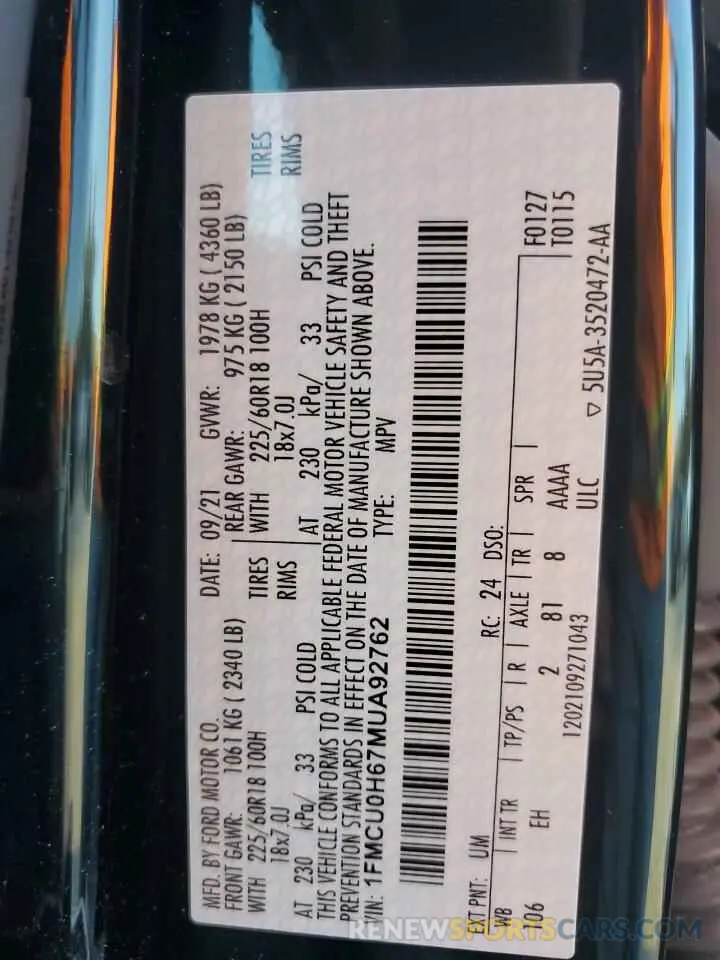 MFD. BY FORD MOTOR CO.
DATE: 09/21 GVWR: 1978 KG ( 4360 LB)
FRONT GAWR: 1061 KG ( 2340 LB) REAR GAWR: 975 KG ( 2150 LB)
WITH 225/60R18 100H TIRES WITH 225/60R18 100H TIRES
18x7.0J RIMS 18x7.0J RIMS
AT 230 kPa/ 33 PSI COLD AT 230 kPa/ 33 PSI COLD
THIS VEHICLE CONFORMS TO ALL APPLICABLE FEDERAL MOTOR VEHICLE SAFETY AND THEFT
PREVENTION STANDARDS IN EFFECT ON THE DATE OF MANUFACTURE SHOWN ABOVE.
VIN: 1FMCU0H67MUA92762 TYPE: MPV
EXT PNT: UM RC: 24 DSO: F0127
WB INT TR TP/PS R AXLE TR SPR T0115
106 EH 2 81 8 AAAA
1202109271043 ULC ▽ 5U5A-3520472-AA
RENEWSPORTSCARS.COM